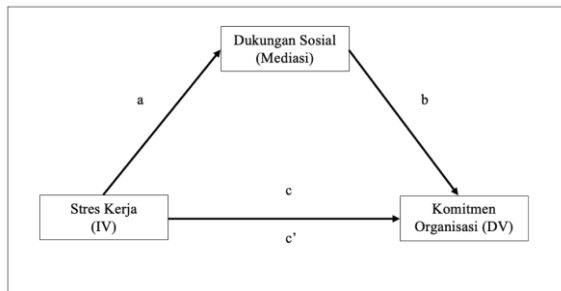 Dukungan Sosial
(Mediasi)
a
b
c
Stres Kerja
(IV)
Komitmen
Organisasi (DV)
c'